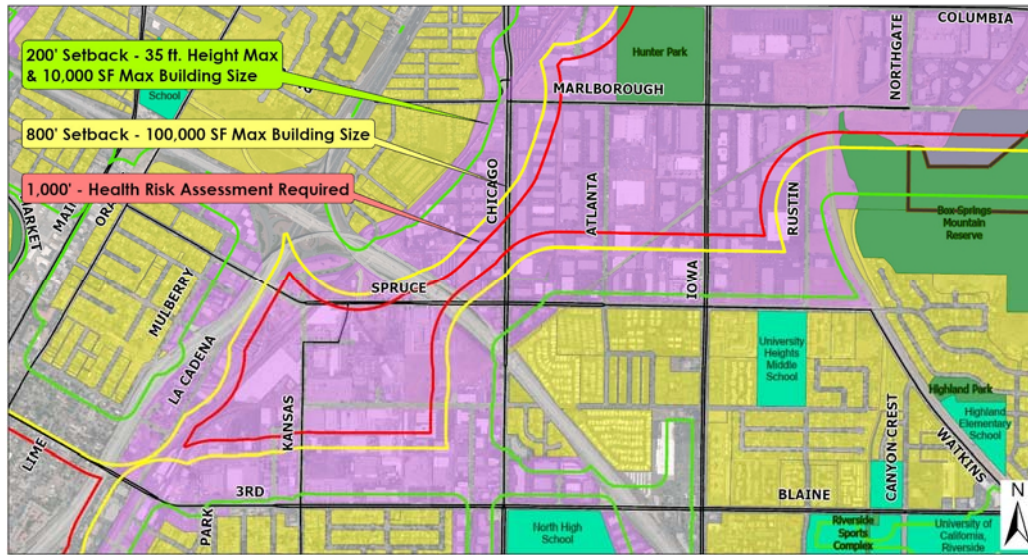 COLUMBIA
NORTHGATE
Hunter Park
200' Setback - 35 ft. Height Max
& 10,000 SF Max Building Size
School
MARLBOROUGH
800' Setback - 100,000 SF Max Building Size
CHICAGO
1,000' - Health Risk Assessment Required
ATLANTA
RUSTIN
MARKET
MAIN
Box-Springs
Mountain
Reserve
MULBERRY
SPRUCE
IOWA
LA CADENA
University
Heights
Middle
School
Highland Park
Highland
Elementary
School
KANSAS
LIME
CANYON CREST
WATKINS
3RD
BLAINE
PARK
North High
School
Riverside
Sports
Complex
University of
California,
Riverside
N